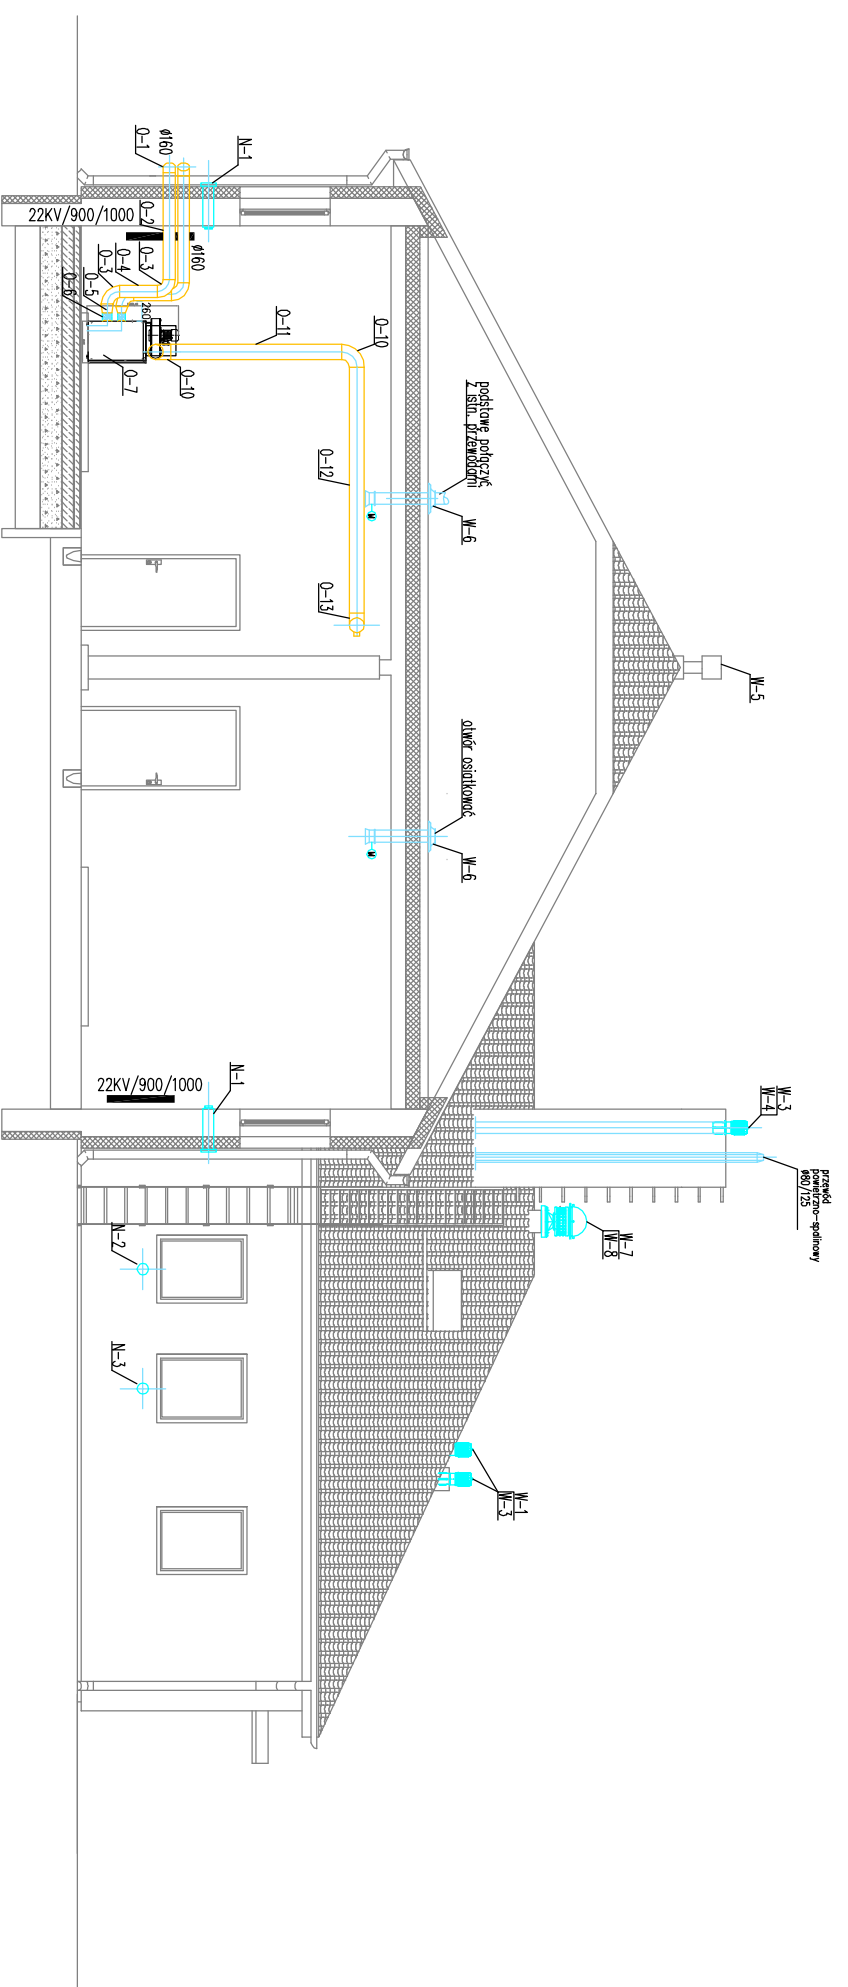 N-1
ø160
O-1
22KV/900/1000
O-2
ø160
O-3
O-4
O-3
O-5
O-6
260
O-7
O-10
O-11
O-10
O-12
O-13
podstawę połączyć
z istn. przewodami
W-6
M
W-5
otwór osiatkować
W-6
M
22KV/900/1000
N-1
W-3
W-4
przewód
powietrzno-spalinowy
ø80/125
W-7
W-8
N-2
N-3
W-1
W-3